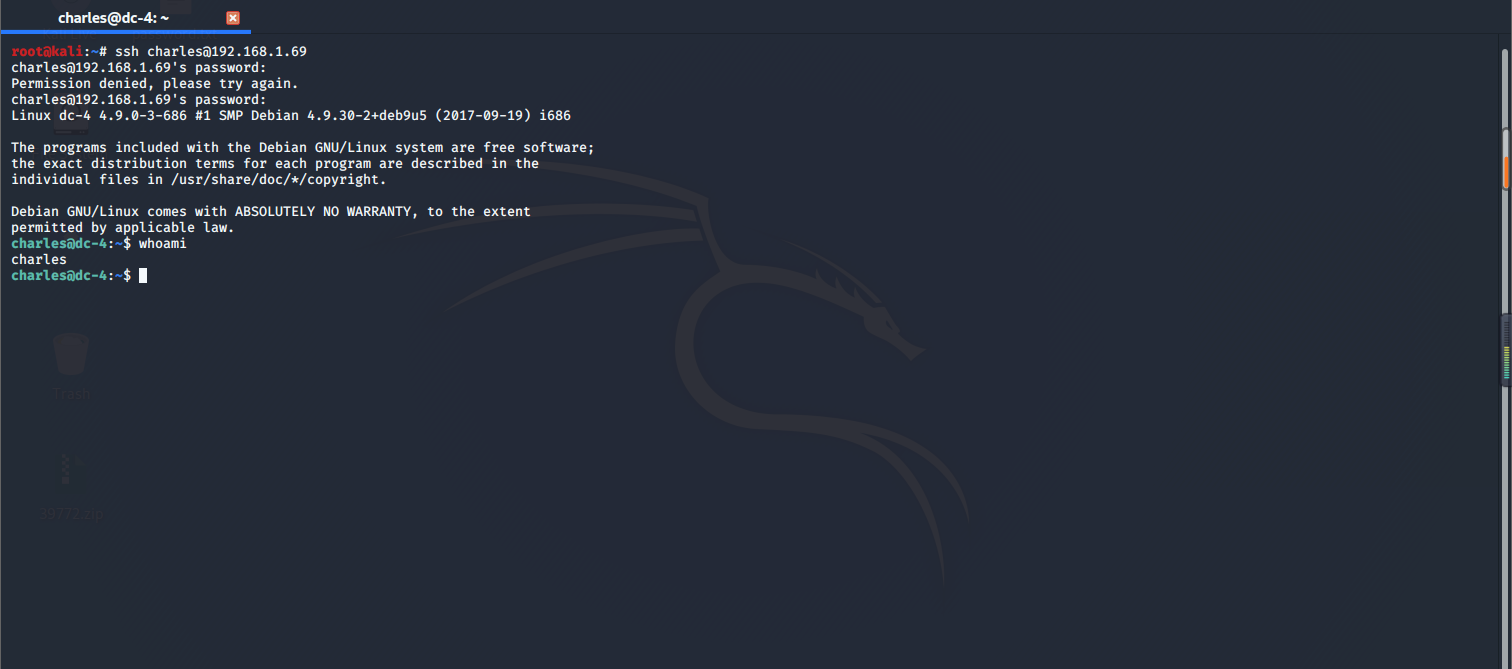 charles@dc-4: ~
root@kali:~# ssh charles@192.168.1.69
charles@192.168.1.69's password:
Permission denied, please try again.
charles@192.168.1.69's password:
Linux dc-4 4.9.0-3-686 #1 SMP Debian 4.9.30-2+deb9u5 (2017-09-19) i686
The programs included with the Debian GNU/Linux system are free software;
the exact distribution terms for each program are described in the
individual files in /usr/share/doc/*/copyright.
Debian GNU/Linux comes with ABSOLUTELY NO WARRANTY, to the extent
permitted by applicable law.
charles@dc-4:~$ whoami
charles
charles@dc-4:~$
Trash
39772.zip